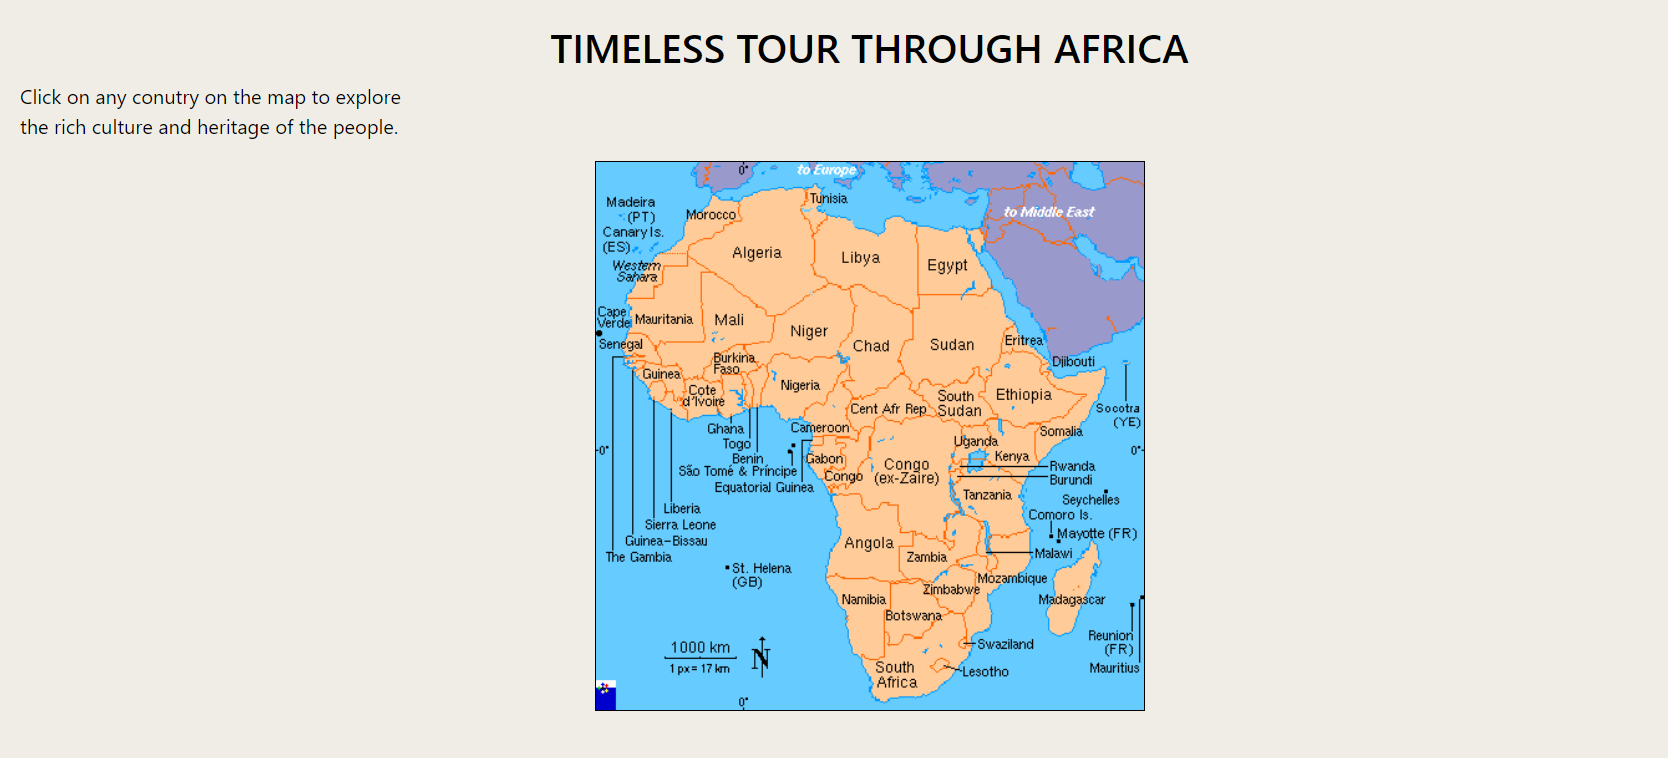 TIMELESS TOUR THROUGH AFRICA
Click on any conutry on the map to explore
the rich culture and heritage of the people.
0°
to Europe
Madeira
(PT)
Tunisia
Morocco
to Middle East
Canary Is.
(ES)
Algeria
Libya
Egypt
Western
Sahara
Cape
Verde
Mauritania
Mali
Niger
Chad
Sudan
Eritrea
Senegal
Burkina
Faso
Djibouti
Guinea
Nigeria
Cote
d'Ivoire
Cent Afr Rep
South
Sudan
Ethiopia
Socotra
(YE)
Ghana
Cameroon
Somalia
Togo
Uganda
0°
0°
Benin
Gabon
Kenya
São Tomé & Príncipe
Congo
Congo
(ex-Zaire)
Rwanda
Burundi
Equatorial Guinea
Tanzania
Seychelles
Liberia
Comoro Is.
Sierra Leone
Mayotte (FR)
Guinea-Bissau
Angola
The Gambia
Zambia
Malawi
St. Helena
(GB)
Mozambique
Zimbabwe
Namibia
Madagascar
Botswana
Reunion
(FR)
Swaziland
1000 km
1 px = 17 km
N
South
Africa
Lesotho
Mauritius
0°